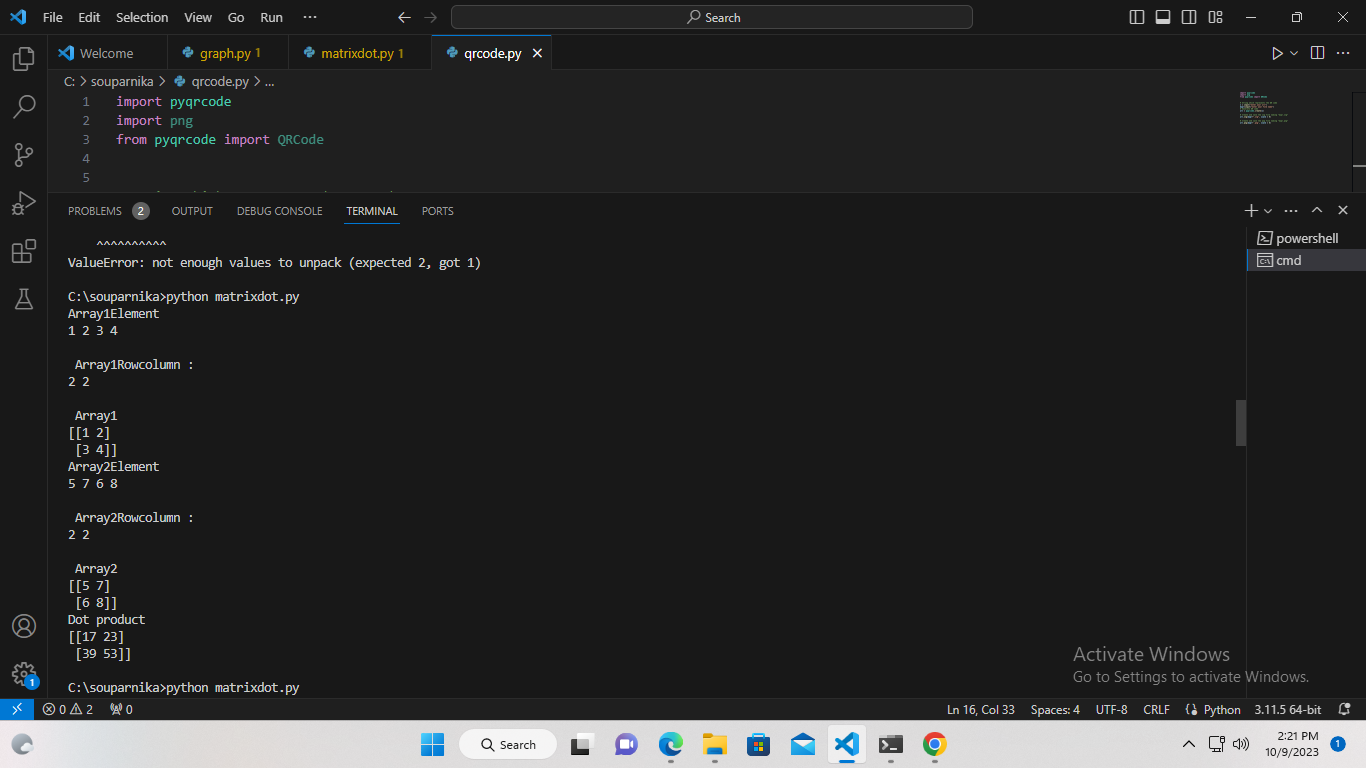 File Edit Selection View Go Run ···
Search
Welcome
graph.py 1
matrixdot.py 1
qrcode.py
C: > souparnika > qrcode.py > ...
1 import pyqrcode
2 import png
3 from pyqrcode import QRCode
4
5
PROBLEMS 2 OUTPUT DEBUG CONSOLE TERMINAL PORTS
powershell
cmd
^^^^^^^^^^
ValueError: not enough values to unpack (expected 2, got 1)
C:\souparnika>python matrixdot.py
Array1Element
1 2 3 4
Array1Rowcolumn :
2 2
Array1
[[1 2]
[3 4]]
Array2Element
5 7 6 8
Array2Rowcolumn :
2 2
Array2
[[5 7]
[6 8]]
Dot product
[[17 23]
[39 53]]
C:\souparnika>python matrixdot.py
Activate Windows
Go to Settings to activate Windows.
1
0 2 0
Ln 16, Col 33 Spaces: 4 UTF-8 CRLF Python 3.11.5 64-bit
Search
2:21 PM
10/9/2023
1